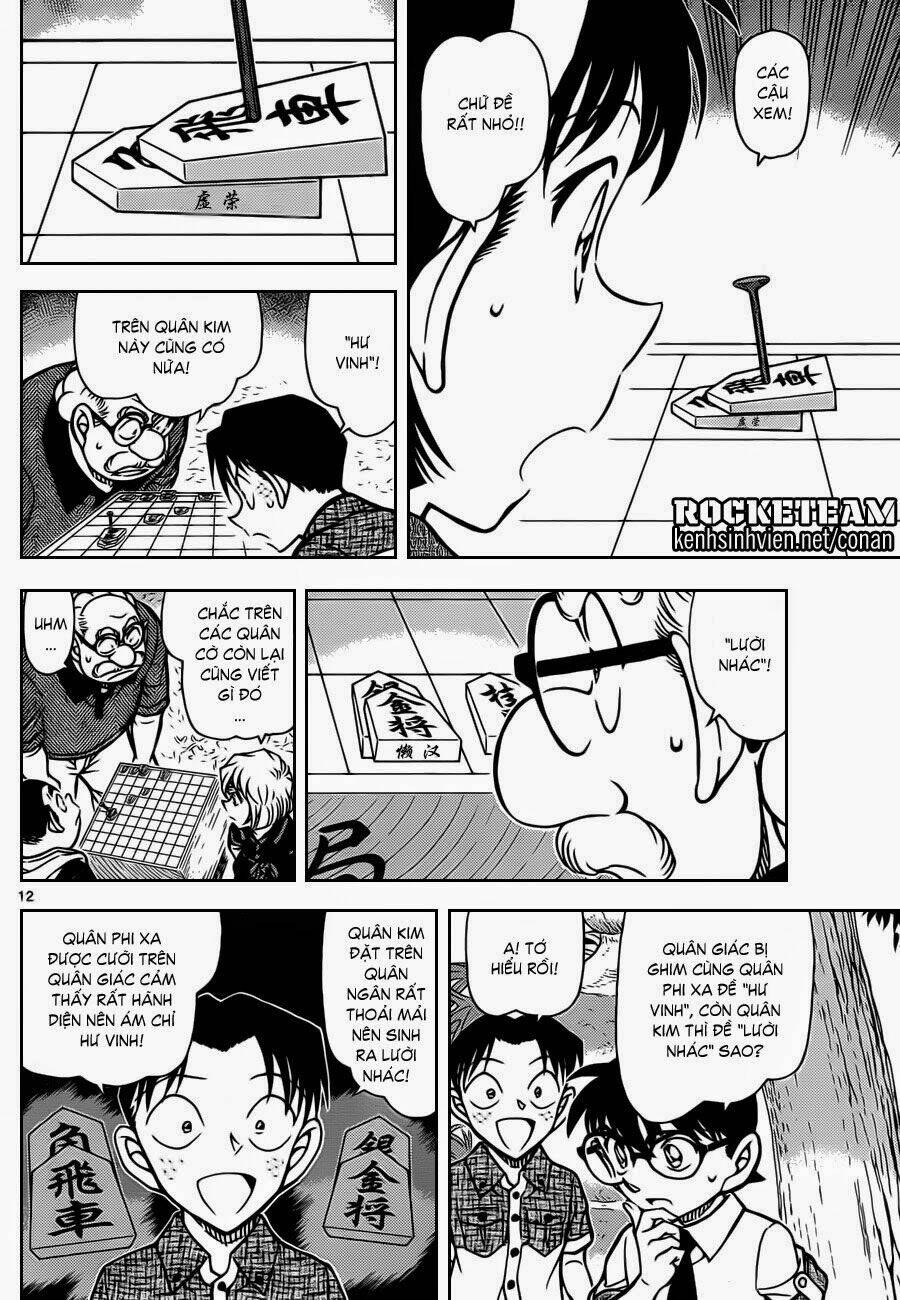 CÁC
CẬU
XEM!
CHỮ ĐỀ
RẤT NHỎ!!
飛車
虚荣
飛車
虚荣
ROCKETEAM
kenhsinhvien.net/conan
"HƯ
VINH"!
TRÊN QUÂN KIM
NÀY CŨNG CÓ
NỮA!
"LƯỜI
NHÁC"!
金将
懒汉
桂
CHẮC TRÊN
CÁC QUÂN
CỜ CÒN LẠI
CŨNG VIẾT
GÌ ĐÓ
...
UHM
...
12
QUÂN GIÁC BỊ
GHIM CÙNG QUÂN
PHI XA ĐỀ "HƯ
VINH", CÒN QUÂN
KIM THÌ ĐỀ "LƯỜI
NHÁC" SAO?
A! TỚ
HIỂU RỒI!
QUÂN KIM
ĐẶT TRÊN
QUÂN
NGÂN RẤT
THOẢI MÁI
NÊN SINH
RA LƯỜI
NHÁC!
QUÂN PHI XA
ĐƯỢC CƯỠI TRÊN
QUÂN GIÁC CẢM
THẤY RẤT HÃNH
DIỆN NÊN ÁM CHỈ
HƯ VINH!
銀
金将
角
飛車